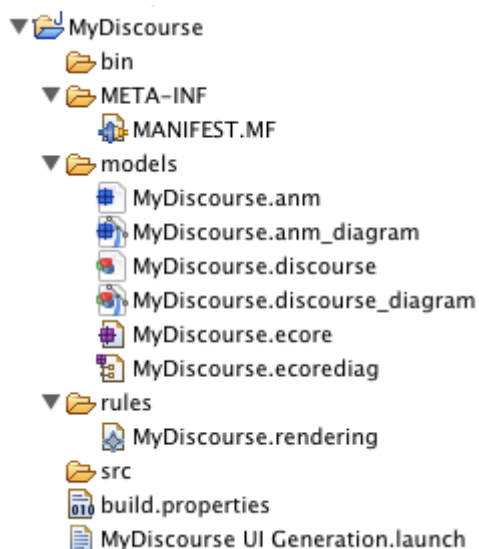 MyDiscourse
bin
META-INF
MANIFEST.MF
models
MyDiscourse.anm
MyDiscourse.anm_diagram
MyDiscourse.discourse
MyDiscourse.discourse_diagram
MyDiscourse.ecore
MyDiscourse.ecorediag
rules
MyDiscourse.rendering
src
build.properties
MyDiscourse UI Generation.launch